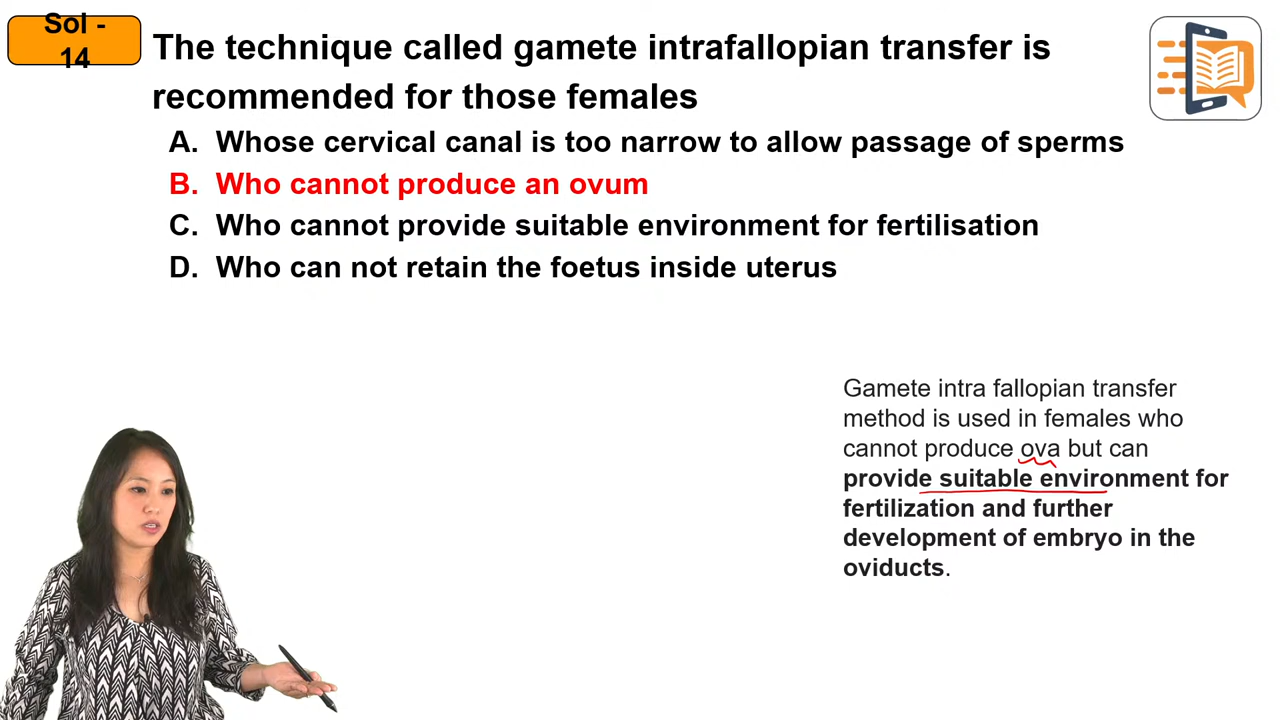 Sol -
14
The technique called gamete intrafallopian transfer is
recommended for those females
A. Whose cervical canal is too narrow to allow passage of sperms
B. Who cannot produce an ovum
C. Who cannot provide suitable environment for fertilisation
D. Who can not retain the foetus inside uterus
Gamete intra fallopian transfer
method is used in females who
cannot produce ova but can
provide suitable environment for
fertilization and further
development of embryo in the
oviducts.